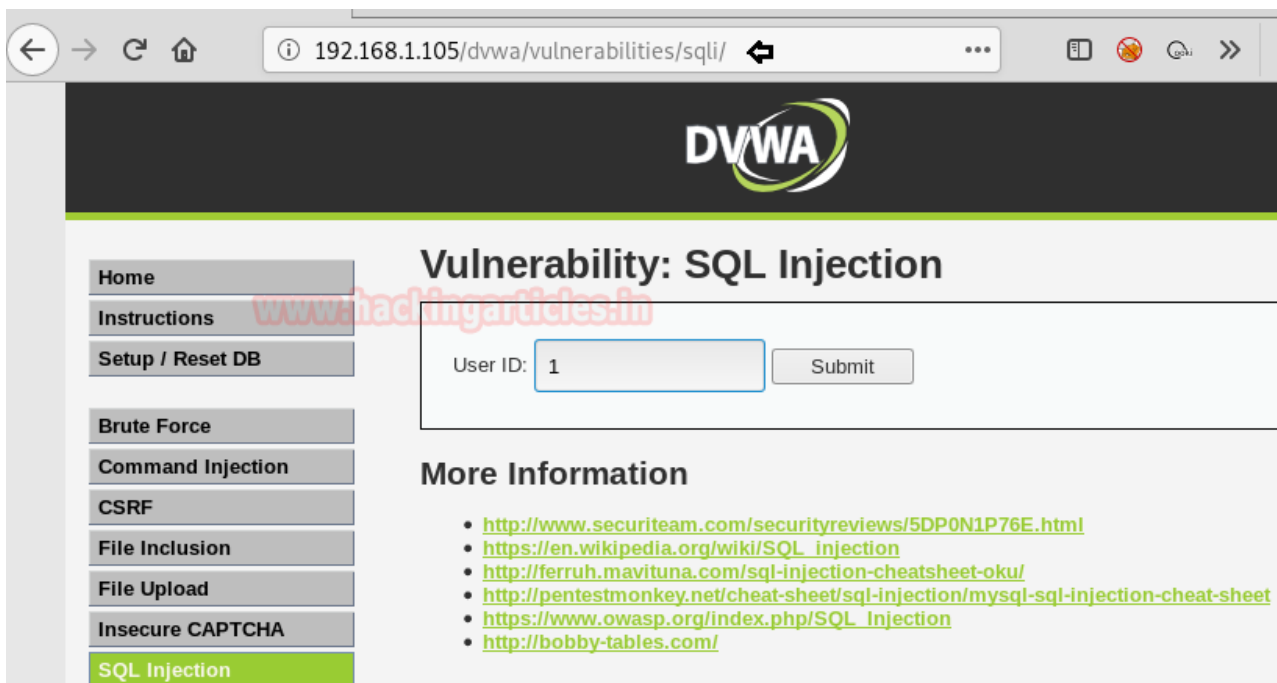 192.168.1.105/dvwa/vulnerabilities/sqli/
DVWA
Home
Instructions
Setup / Reset DB
Brute Force
Command Injection
CSRF
File Inclusion
File Upload
Insecure CAPTCHA
SQL Injection
Vulnerability: SQL Injection
www.hackingarticles.in
User ID: 1 Submit
More Information
http://www.securiteam.com/securityreviews/5DP0N1P76E.html
https://en.wikipedia.org/wiki/SQL_injection
http://ferruh.mavituna.com/sql-injection-cheatsheet-oku/
http://pentestmonkey.net/cheat-sheet/sql-injection/mysql-sql-injection-cheat-sheet
https://www.owasp.org/index.php/SQL_Injection
http://bobby-tables.com/